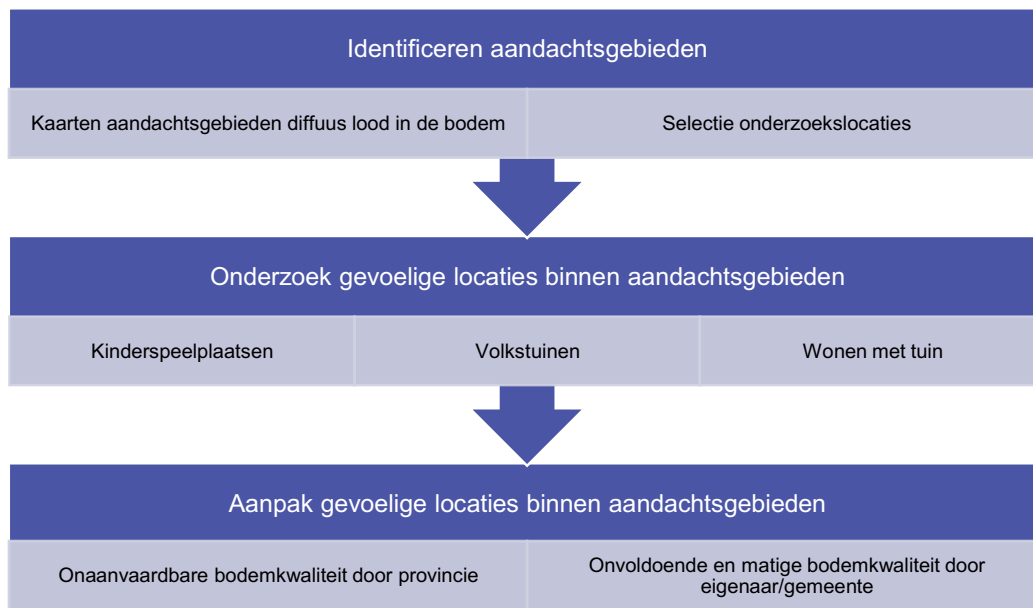 Identificeren aandachtsgebieden
Kaarten aandachtsgebieden diffuus lood in de bodem
Selectie onderzoekslocaties
Onderzoek gevoelige locaties binnen aandachtsgebieden
Kinderspeelplaatsen
Volkstuinen
Wonen met tuin
Aanpak gevoelige locaties binnen aandachtsgebieden
Onaanvaardbare bodemkwaliteit door provincie
Onvoldoende en matige bodemkwaliteit door
eigenaar/gemeente